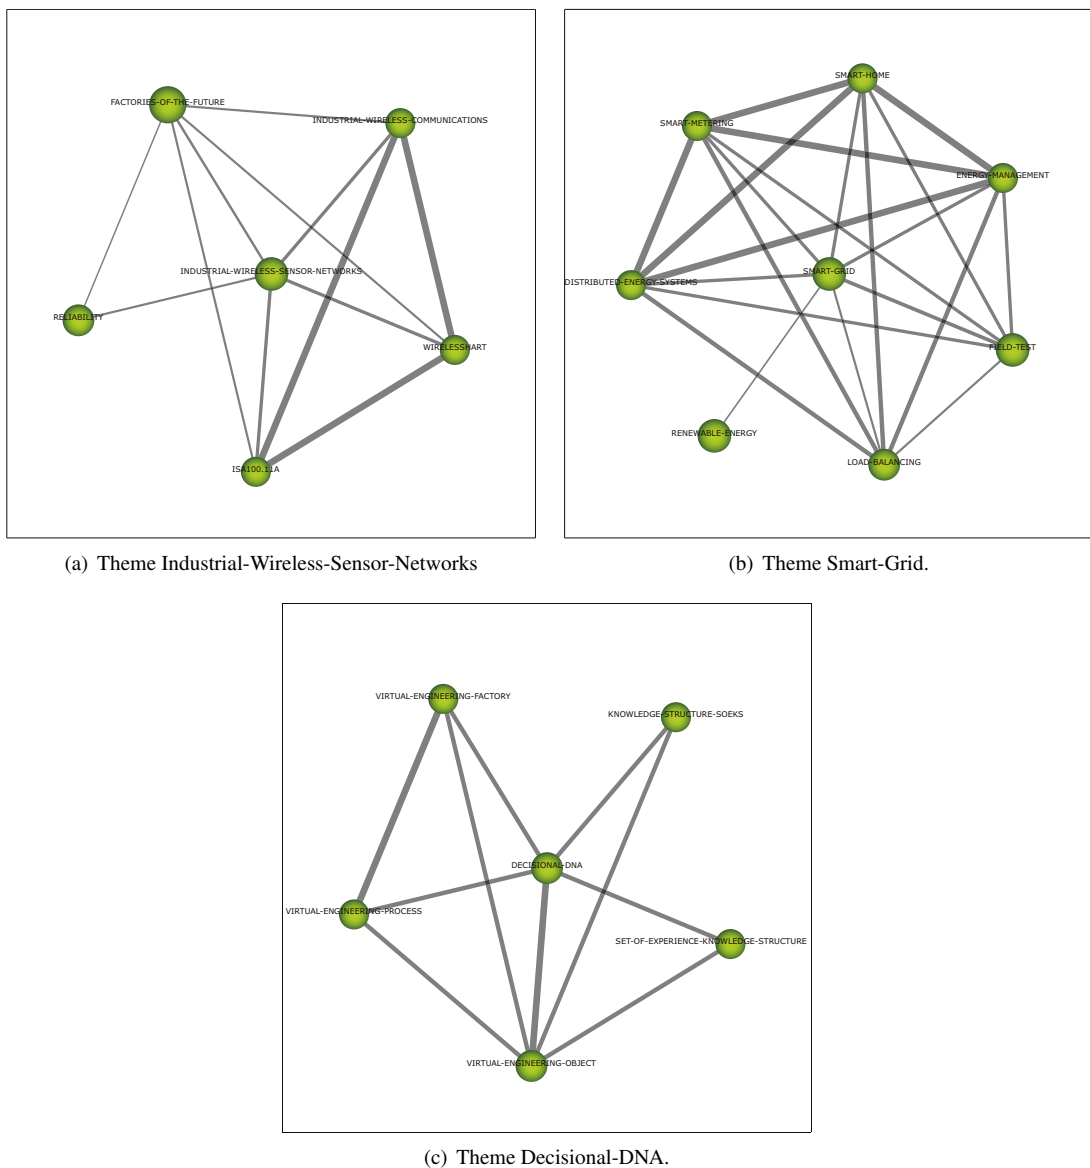 FACTORIES-OF-THE-FUTURE
INDUSTRIAL-WIRELESS-COMMUNICATIONS
INDUSTRIAL-WIRELESS-SENSOR-NETWORKS
RELIABILITY
WIRELESSHART
ISA100.11A
(a) Theme Industrial-Wireless-Sensor-Networks
SMART-HOME
SMART-METERING
ENERGY-MANAGEMENT
SMART-GRID
DISTRIBUTED-ENERGY-SYSTEMS
FIELD-TEST
RENEWABLE-ENERGY
LOAD-BALANCING
(b) Theme Smart-Grid.
VIRTUAL-ENGINEERING-FACTORY
KNOWLEDGE-STRUCTURE-SOEKS
DECISIONAL-DNA
VIRTUAL-ENGINEERING-PROCESS
SET-OF-EXPERIENCE-KNOWLEDGE-STRUCTURE
VIRTUAL-ENGINEERING-OBJECT
(c) Theme Decisional-DNA.